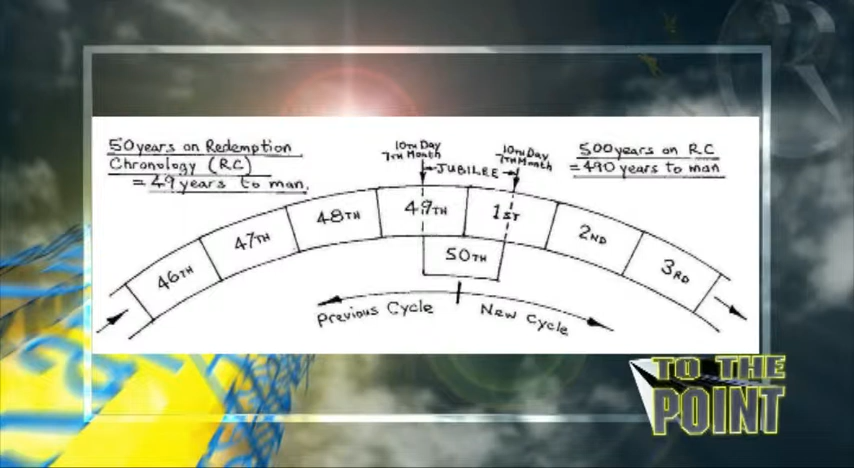 50 years on Redemption
Chronology (RC)
= 49 years to man.
10TH Day
7TH Month
10TH Day
7TH Month
←JUBILEE→
500 years on RC
= 490 years to man
46TH
47TH
48TH
49TH
1ST
2ND
3RD
50TH
Previous Cycle
New Cycle
TO THE
POINT